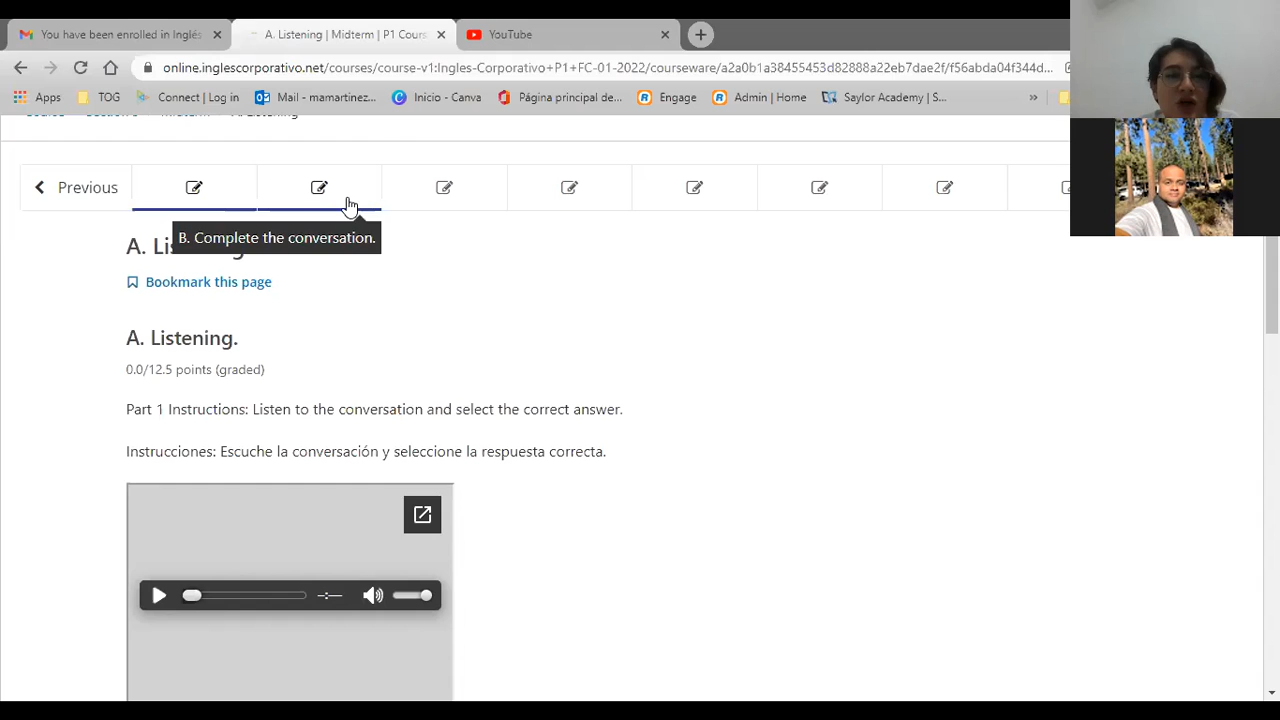 You have been enrolled in Inglés
A. Listening | Midterm | P1 Cours
YouTube
online.inglescorporativo.net/courses/course-v1:Ingles-Corporativo+P1+FC-01-2022/courseware/a2a0b1a38455453d82888a22eb7dae2f/f56abda04f344d...
Apps
TOG
Connect | Log in
Mail - mamartinez...
Inicio - Canva
Página principal de...
Engage
Admin | Home
Saylor Academy | S...
»
A. Listening
Previous
B. Complete the conversation.
A. Li
Bookmark this page
A. Listening.
0.0/12.5 points (graded)
Part 1 Instructions: Listen to the conversation and select the correct answer.
Instrucciones: Escuche la conversación y seleccione la respuesta correcta.
-:--